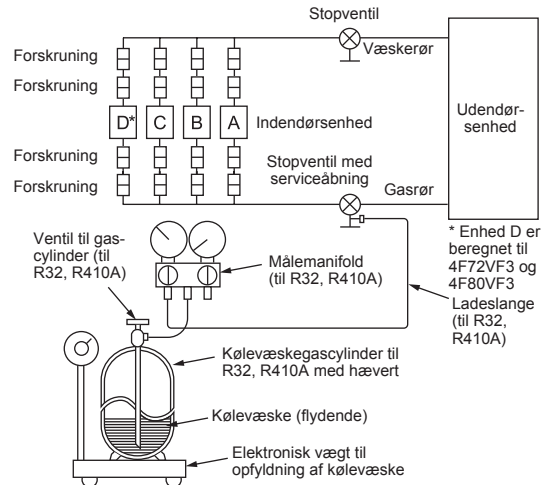 Stopventil
Forskruning
Væskerør
Forskruning
D*
C
B
A
Indendørsenhed
Udendør-
senhed
Forskruning
Stopventil med
serviceåbning
Forskruning
Gasrør
Ventil til gas-
cylinder (til
R32, R410A)
Målemanifold
(til R32, R410A)
* Enhed D er
beregnet til
4F72VF3 og
4F80VF3
Ladeslange
(til R32,
R410A)
Kølevæskegascylinder til
R32, R410A med hævert
Kølevæske (flydende)
Elektronisk vægt til
opfyldning af kølevæske